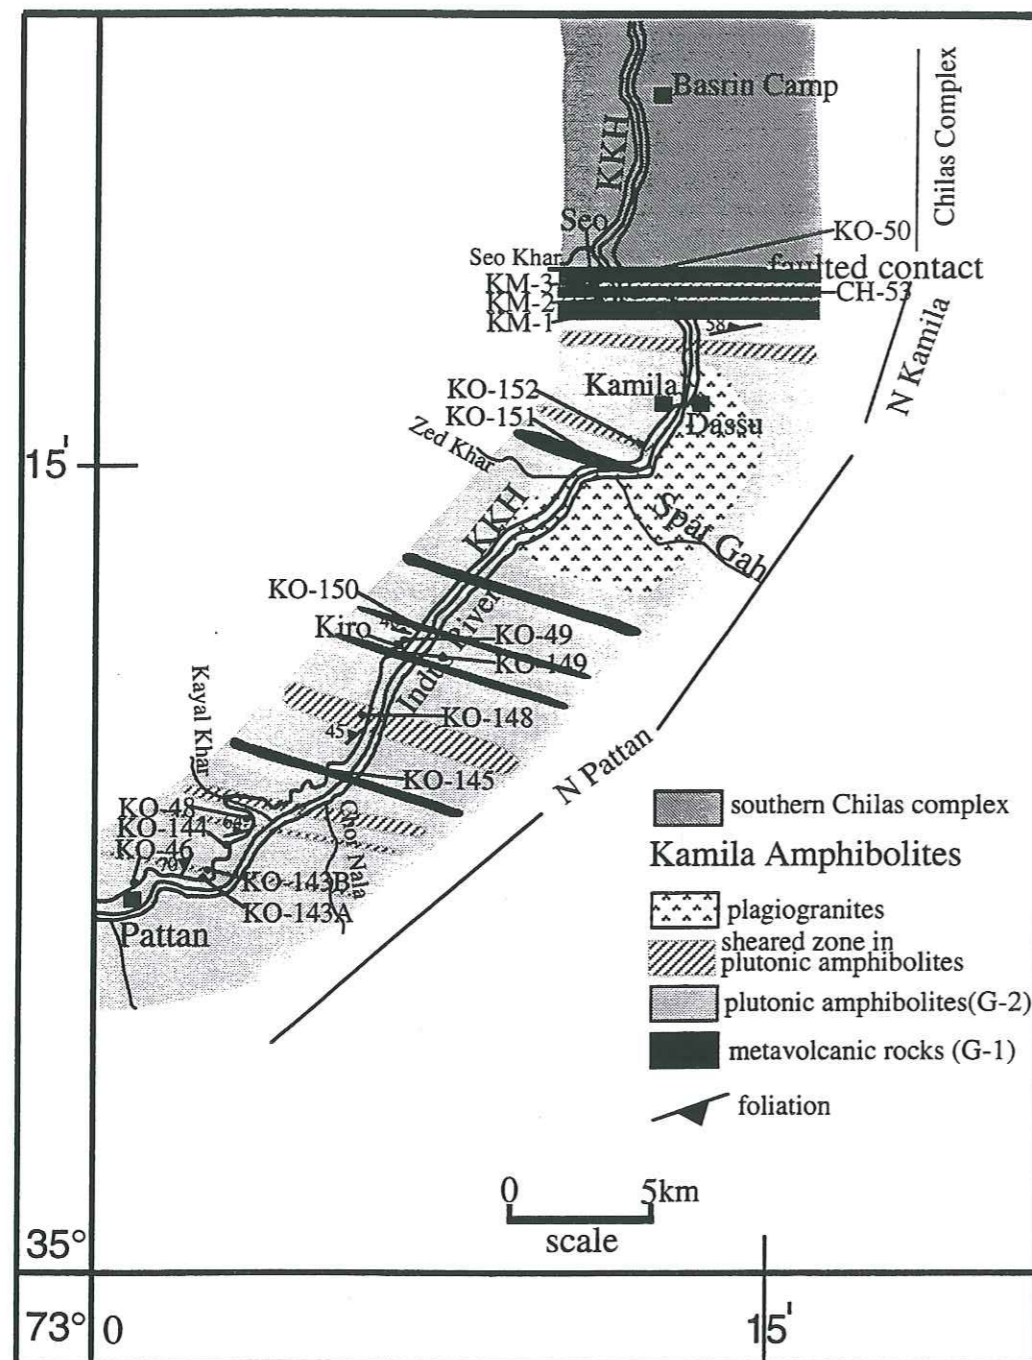 Basrin Camp
Chilas Complex
KKH
Seo
KO-50
Seo Khar
faulted contact
KM-3
CH-53
KM-2
KM-1
58
N Kamila
KO-152
Kamila
KO-151
Dassu
Zed Khar
15'
KKH
Spat Gah
KO-150
Kiro
KO-49
KO-149
Indus River
Kayal Khar
KO-148
45
N Pattan
KO-145
southern Chilas complex
KO-48
64
KO-144
Kamila Amphibolites
KO-46
70
Chor Nala
KO-143B
KO-143A
plagiogranites
Pattan
sheared zone in
plutonic amphibolites
plutonic amphibolites(G-2)
metavolcanic rocks (G-1)
foliation
0 5km
scale
35°
73° 0 15'